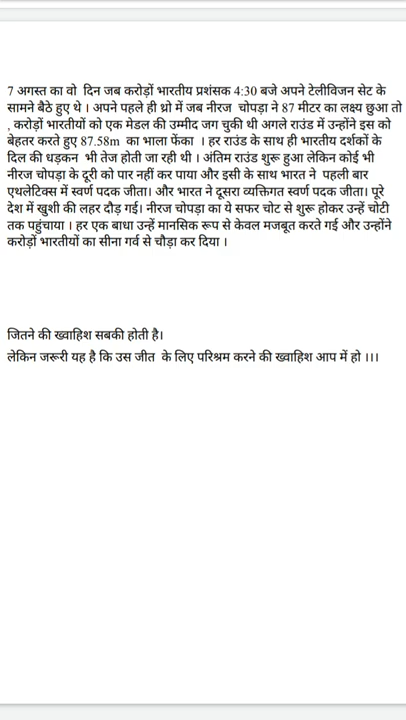 7 अगस्त का वो दिन जब करोड़ों भारतीय प्रशंसक 4:30 बजे अपने टेलीविजन सेट के
सामने बैठे हुए थे । अपने पहले ही थ्रो में जब नीरज चोपड़ा ने 87 मीटर का लक्ष्य छुआ तो
, करोड़ों भारतीयों को एक मेडल की उम्मीद जग चुकी थी अगले राउंड में उन्होंने इस को
बेहतर करते हुए 87.58m का भाला फेंका । हर राउंड के साथ ही भारतीय दर्शकों के
दिल की धड़कन भी तेज होती जा रही थी । अंतिम राउंड शुरू हुआ लेकिन कोई भी
नीरज चोपड़ा के दूरी को पार नहीं कर पाया और इसी के साथ भारत ने पहली बार
एथलेटिक्स में स्वर्ण पदक जीता। और भारत ने दूसरा व्यक्तिगत स्वर्ण पदक जीता। पूरे
देश में खुशी की लहर दौड़ गई। नीरज चोपड़ा का ये सफर चोट से शुरू होकर उन्हें चोटी
तक पहुंचाया । हर एक बाधा उन्हें मानसिक रूप से केवल मजबूत करते गई और उन्होंने
करोड़ों भारतीयों का सीना गर्व से चौड़ा कर दिया ।
जितने की ख्वाहिश सबकी होती है।
लेकिन जरूरी यह है कि उस जीत के लिए परिश्रम करने की ख्वाहिश आप में हो ।।।